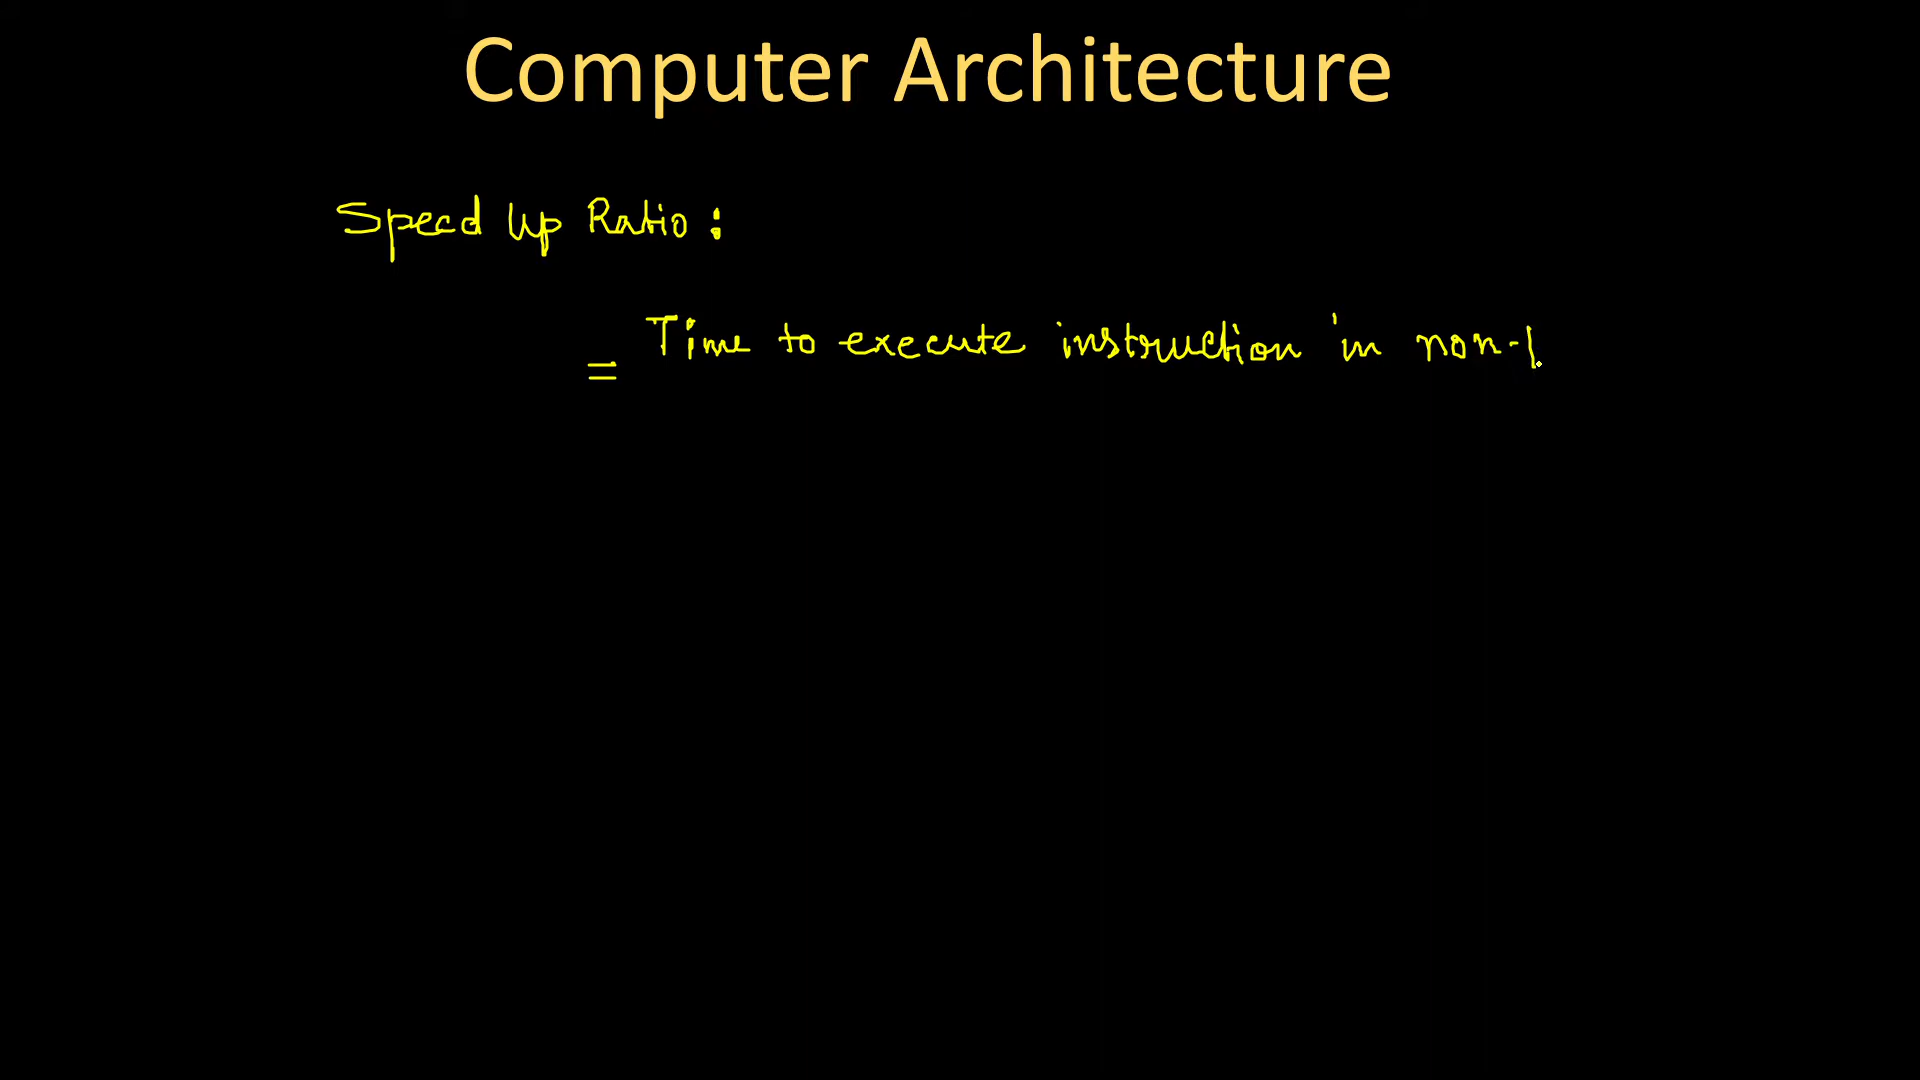 Computer Architecture
Speed Up Ratio:
= Time to execute instruction in non-